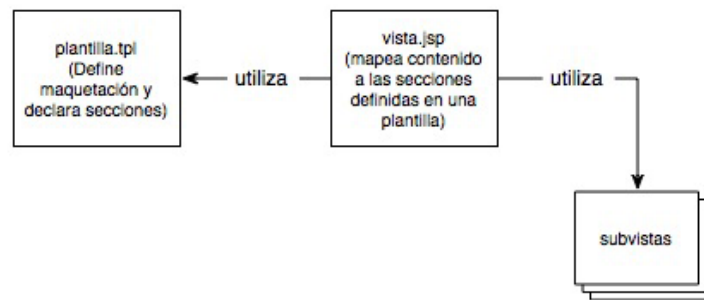 plantilla.tpl
(Define
maquetación y
declara secciones)
utiliza
vista.jsp
(mapea contenido
a las secciones
definidas en una
plantilla)
utiliza
subvistas